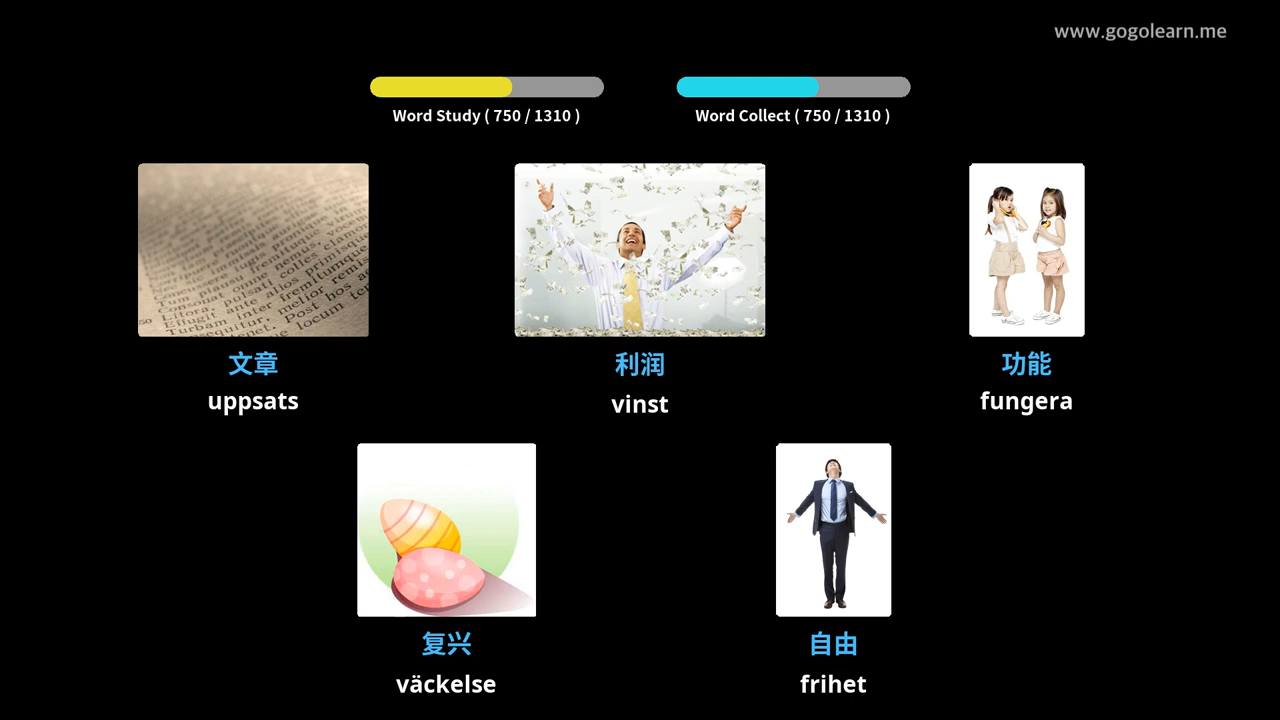 www.gogolearn.me
Word Study ( 750 / 1310 )
Word Collect ( 750 / 1310 )
文章
uppsats
利润
vinst
功能
fungera
复兴
väckelse
自由
frihet